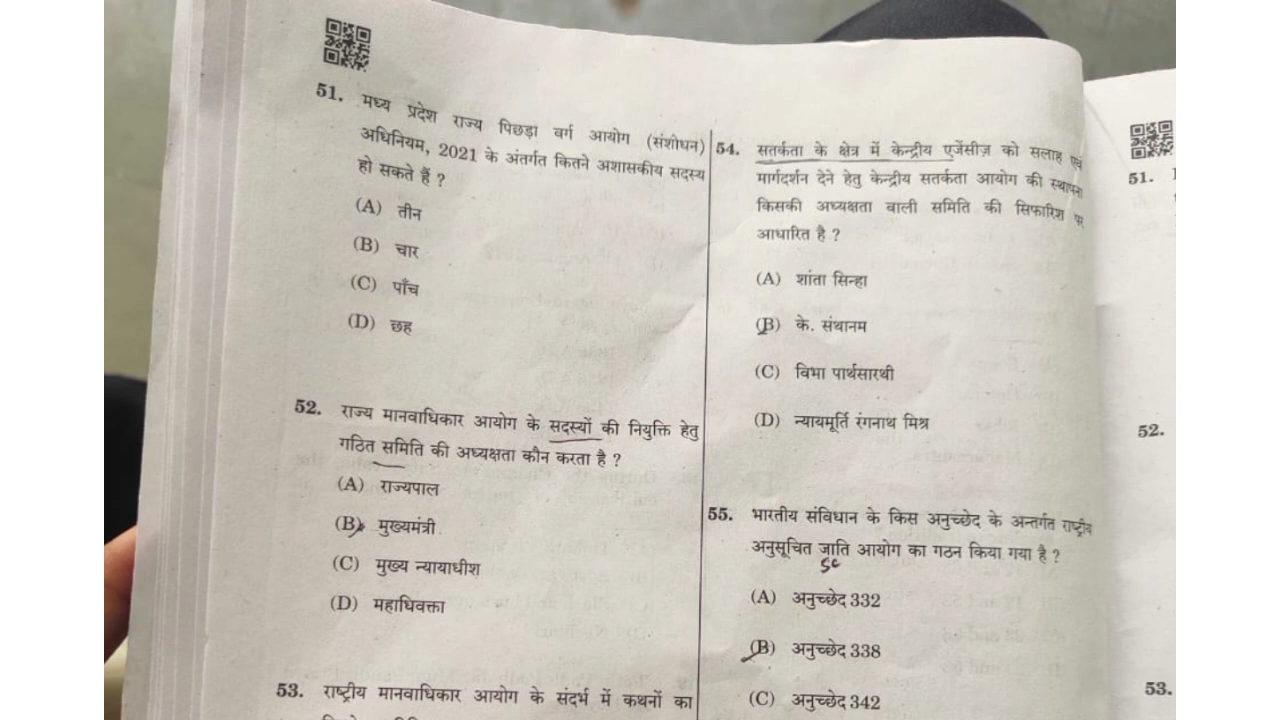 51. मध्य प्रदेश राज्य पिछड़ा वर्ग आयोग (संशोधन)
अधिनियम, 2021 के अंतर्गत कितने अशासकीय सदस्य
हो सकते हैं ?
(A) तीन
(B) चार
(C) पाँच
(D) छह
52. राज्य मानवाधिकार आयोग के सदस्यों की नियुक्ति हेतु
गठित समिति की अध्यक्षता कौन करता है ?
(A) राज्यपाल
(B) मुख्यमंत्री
(C) मुख्य न्यायाधीश
(D) महाधिवक्ता
53. राष्ट्रीय मानवाधिकार आयोग के संदर्भ में कथनों का
54. सतर्कता के क्षेत्र में केन्द्रीय एजेंसीज़ को सलाह एवं
मार्गदर्शन देने हेतु केन्द्रीय सतर्कता आयोग की स्थापना
किसकी अध्यक्षता वाली समिति की सिफारिश पर
आधारित है ?
(A) शांता सिन्हा
(B) के. संथानम
(C) विभा पार्थसारथी
(D) न्यायमूर्ति रंगनाथ मिश्र
55. भारतीय संविधान के किस अनुच्छेद के अन्तर्गत राष्ट्रीय
अनुसूचित जाति आयोग का गठन किया गया है ?
SC
(A) अनुच्छेद 332
(B) अनुच्छेद 338
(C) अनुच्छेद 342
51.
52.
53.